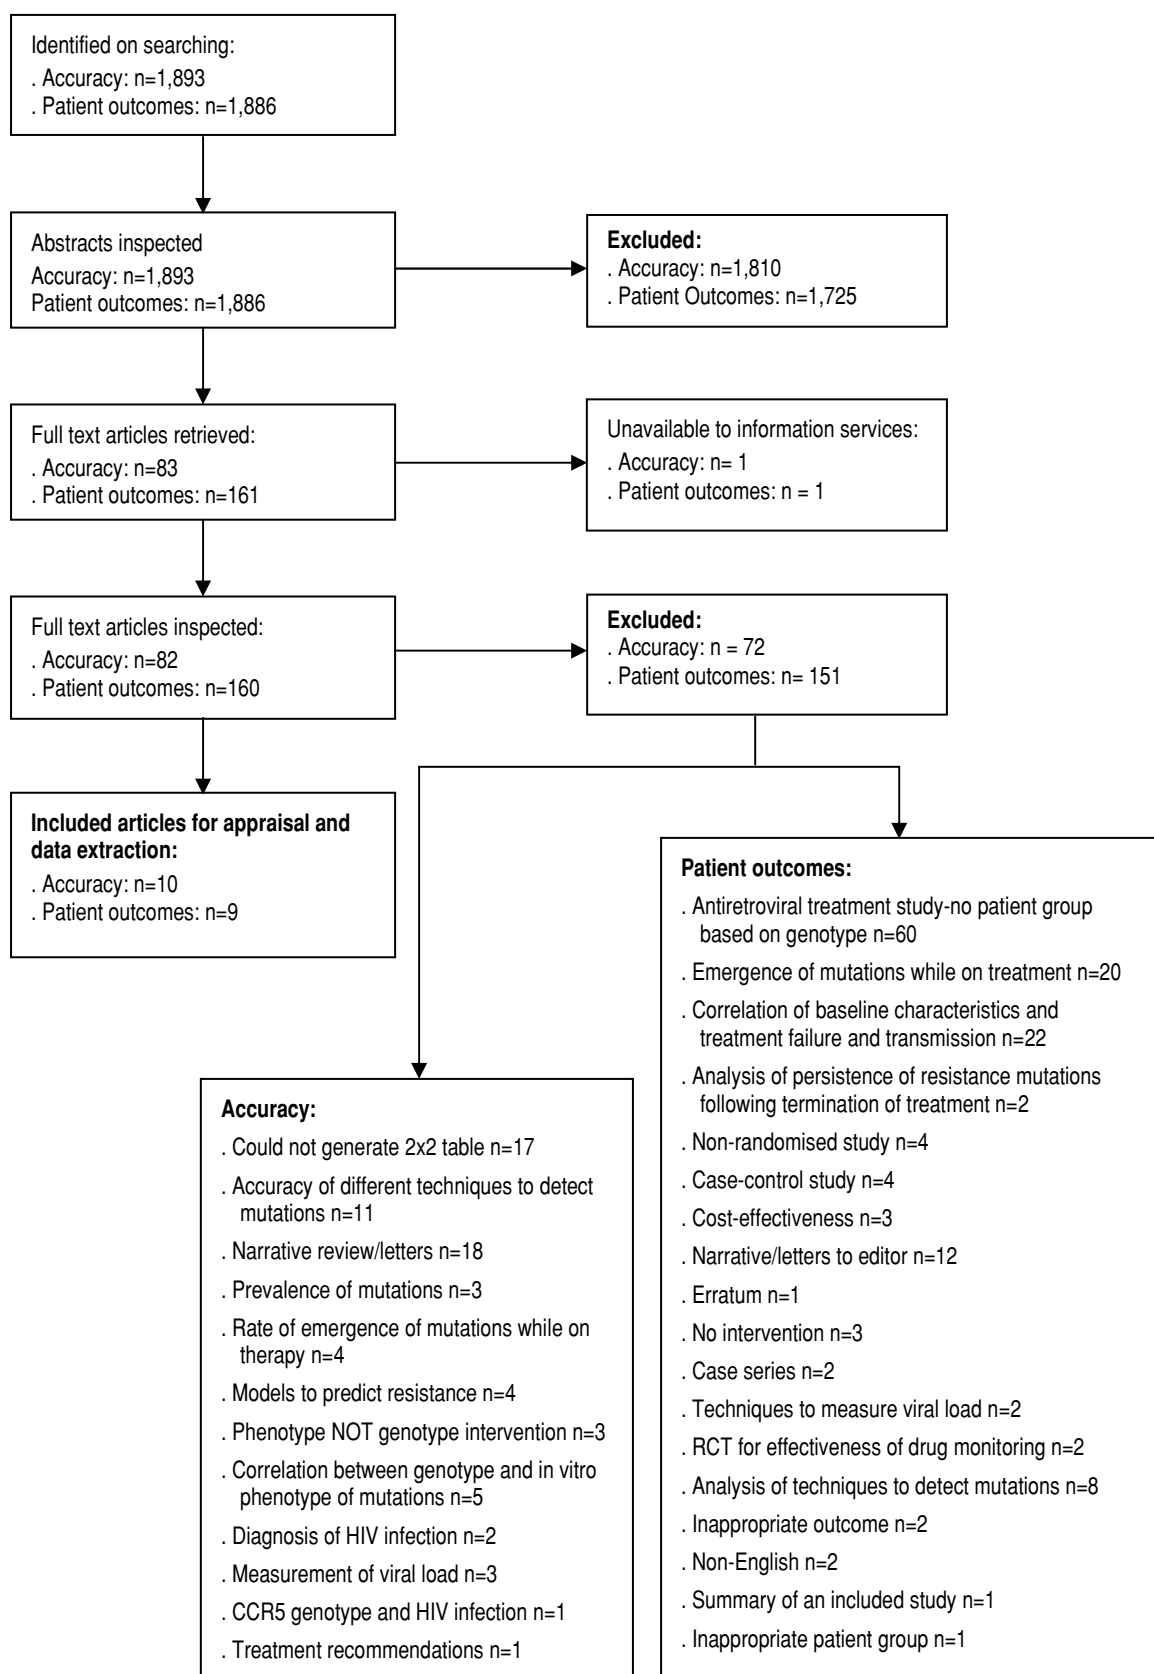 Identified on searching:
. Accuracy: n=1,893
. Patient outcomes: n=1,886
Abstracts inspected
Accuracy: n=1,893
Patient outcomes: n=1,886
Excluded:
. Accuracy: n=1,810
. Patient Outcomes: n=1,725
Full text articles retrieved:
. Accuracy: n=83
. Patient outcomes: n=161
Unavailable to information services:
. Accuracy: n= 1
. Patient outcomes: n = 1
Full text articles inspected:
. Accuracy: n=82
. Patient outcomes: n=160
Excluded:
. Accuracy: n = 72
. Patient outcomes: n= 151
Included articles for appraisal and
data extraction:
. Accuracy: n=10
. Patient outcomes: n=9
Accuracy:
. Could not generate 2x2 table n=17
. Accuracy of different techniques to detect
mutations n=11
. Narrative review/letters n=18
. Prevalence of mutations n=3
. Rate of emergence of mutations while on
therapy n=4
. Models to predict resistance n=4
. Phenotype NOT genotype intervention n=3
. Correlation between genotype and in vitro
phenotype of mutations n=5
. Diagnosis of HIV infection n=2
. Measurement of viral load n=3
. CCR5 genotype and HIV infection n=1
. Treatment recommendations n=1
Patient outcomes:
. Antiretroviral treatment study-no patient group
based on genotype n=60
. Emergence of mutations while on treatment n=20
. Correlation of baseline characteristics and
treatment failure and transmission n=22
. Analysis of persistence of resistance mutations
following termination of treatment n=2
. Non-randomised study n=4
. Case-control study n=4
. Cost-effectiveness n=3
. Narrative/letters to editor n=12
. Erratum n=1
. No intervention n=3
. Case series n=2
. Techniques to measure viral load n=2
. RCT for effectiveness of drug monitoring n=2
. Analysis of techniques to detect mutations n=8
. Inappropriate outcome n=2
. Non-English n=2
. Summary of an included study n=1
. Inappropriate patient group n=1